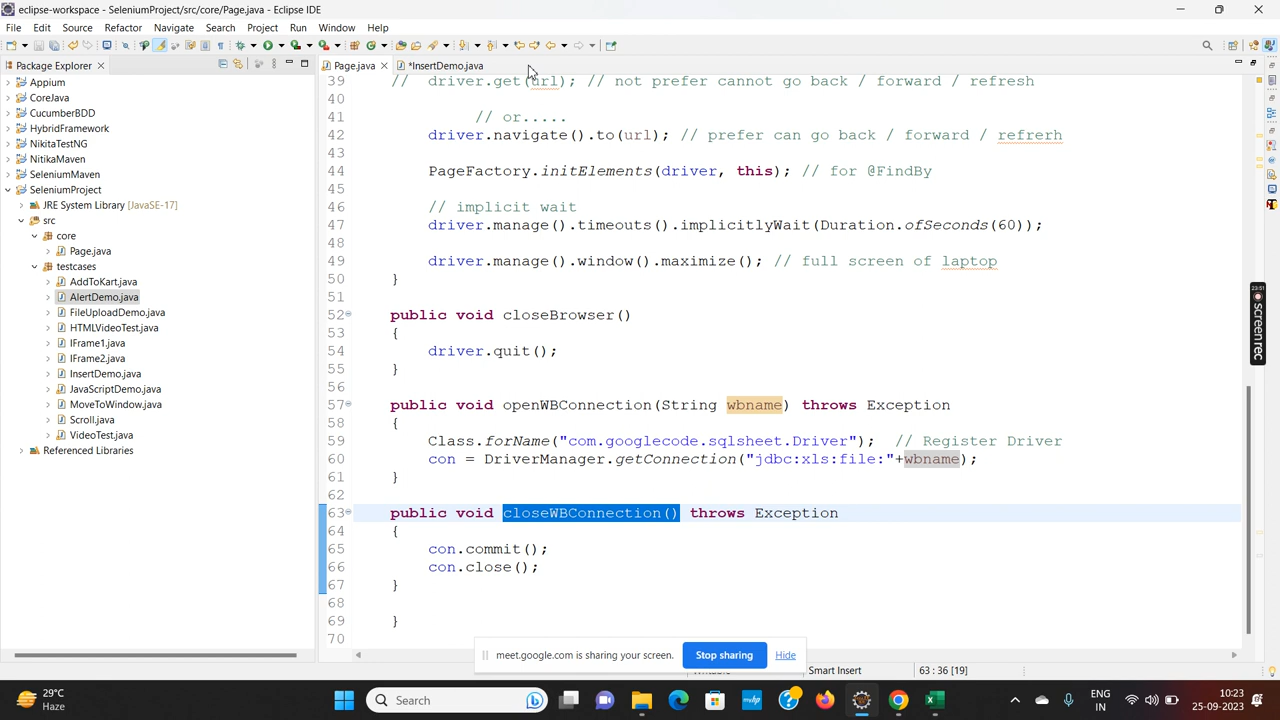 eclipse-workspace - SeleniumProject/src/core/Page.java - Eclipse IDE
File Edit Source Refactor Navigate Search Project Run Window Help
Package Explorer
Page.java
*InsertDemo.java
Appium
CoreJava
CucumberBDD
HybridFramework
NikitaTestNG
NitikaMaven
SeleniumMaven
SeleniumProject
JRE System Library [JavaSE-17]
src
core
Page.java
testcases
AddToKart.java
AlertDemo.java
FileUploadDemo.java
HTMLVideoTest.java
IFrame1.java
IFrame2.java
InsertDemo.java
JavaScriptDemo.java
MoveToWindow.java
Scroll.java
VideoTest.java
Referenced Libraries
39 // driver.get(url); // not prefer cannot go back / forward / refresh
40
41 // or.....
42 driver.navigate().to(url); // prefer can go back / forward / refrerh
43
44 PageFactory.initElements(driver, this); // for @FindBy
45
46 // implicit wait
47 driver.manage().timeouts().implicitlyWait(Duration.ofSeconds(60));
48
49 driver.manage().window().maximize(); // full screen of laptop
50 }
51
52 public void closeBrowser()
53 {
54 driver.quit();
55 }
56
57 public void openWBConnection(String wbname) throws Exception
58 {
59 Class.forName("com.googlecode.sqlsheet.Driver"); // Register Driver
60 con = DriverManager.getConnection("jdbc:xls:file:"+wbname);
61 }
62
63 public void closeWBConnection() throws Exception
64 {
65 con.commit();
66 con.close();
67 }
68
69 }
70
23:51
screenrec
meet.google.com is sharing your screen. Stop sharing Hide
Smart Insert 63 : 36 [19]
29°C
Haze
Search
ENG
IN
10:23
25-09-2023